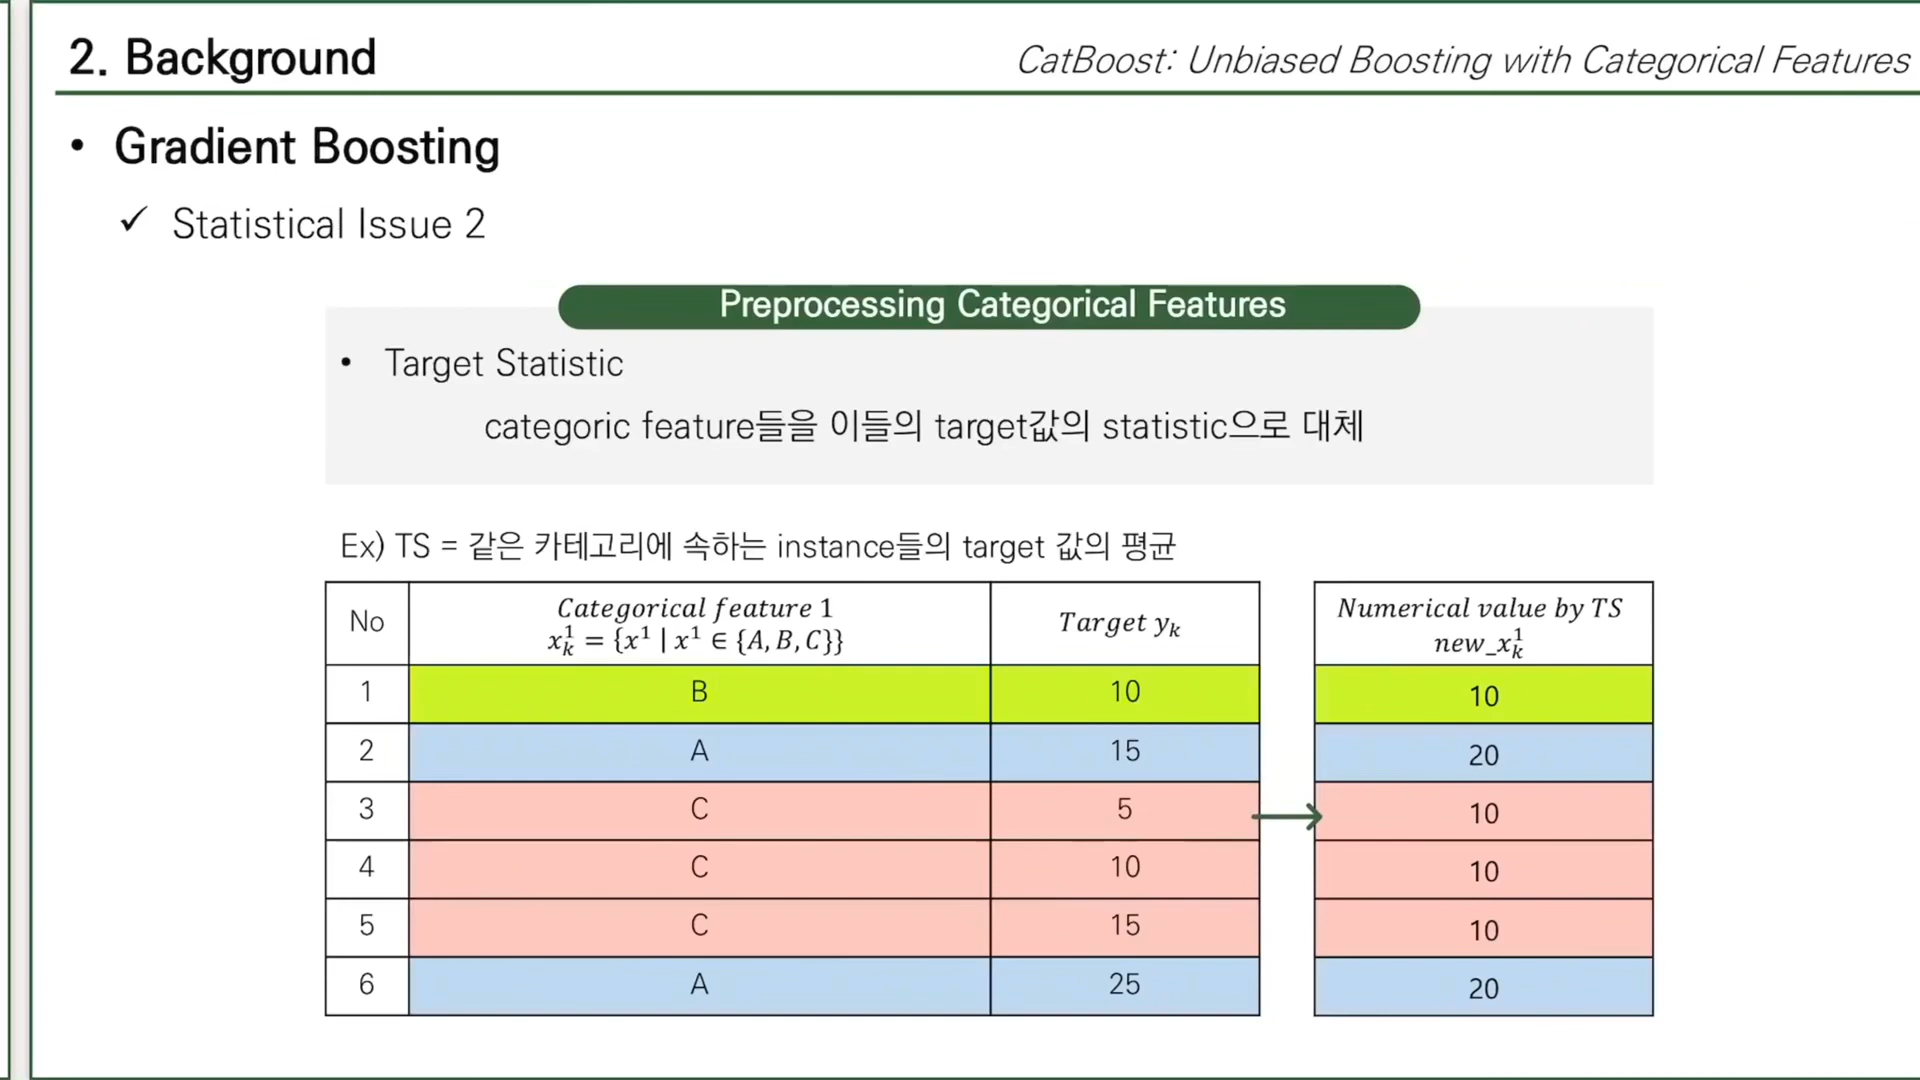 2. Background
CatBoost: Unbiased Boosting with Categorical Features
• Gradient Boosting
✓ Statistical Issue 2
Preprocessing Categorical Features
• Target Statistic
categoric feature들을 이들의 target값의 statistic으로 대체
Ex) TS = 같은 카테고리에 속하는 instance들의 target 값의 평균
No | Categorical feature 1 x_k^1 = {x^1 | x^1 ∈ {A, B, C}} | Target y_k | Numerical value by TS new_x_k^1
1 | B | 10 | 10
2 | A | 15 | 20
3 | C | 5 | 10
4 | C | 10 | 10
5 | C | 15 | 10
6 | A | 25 | 20